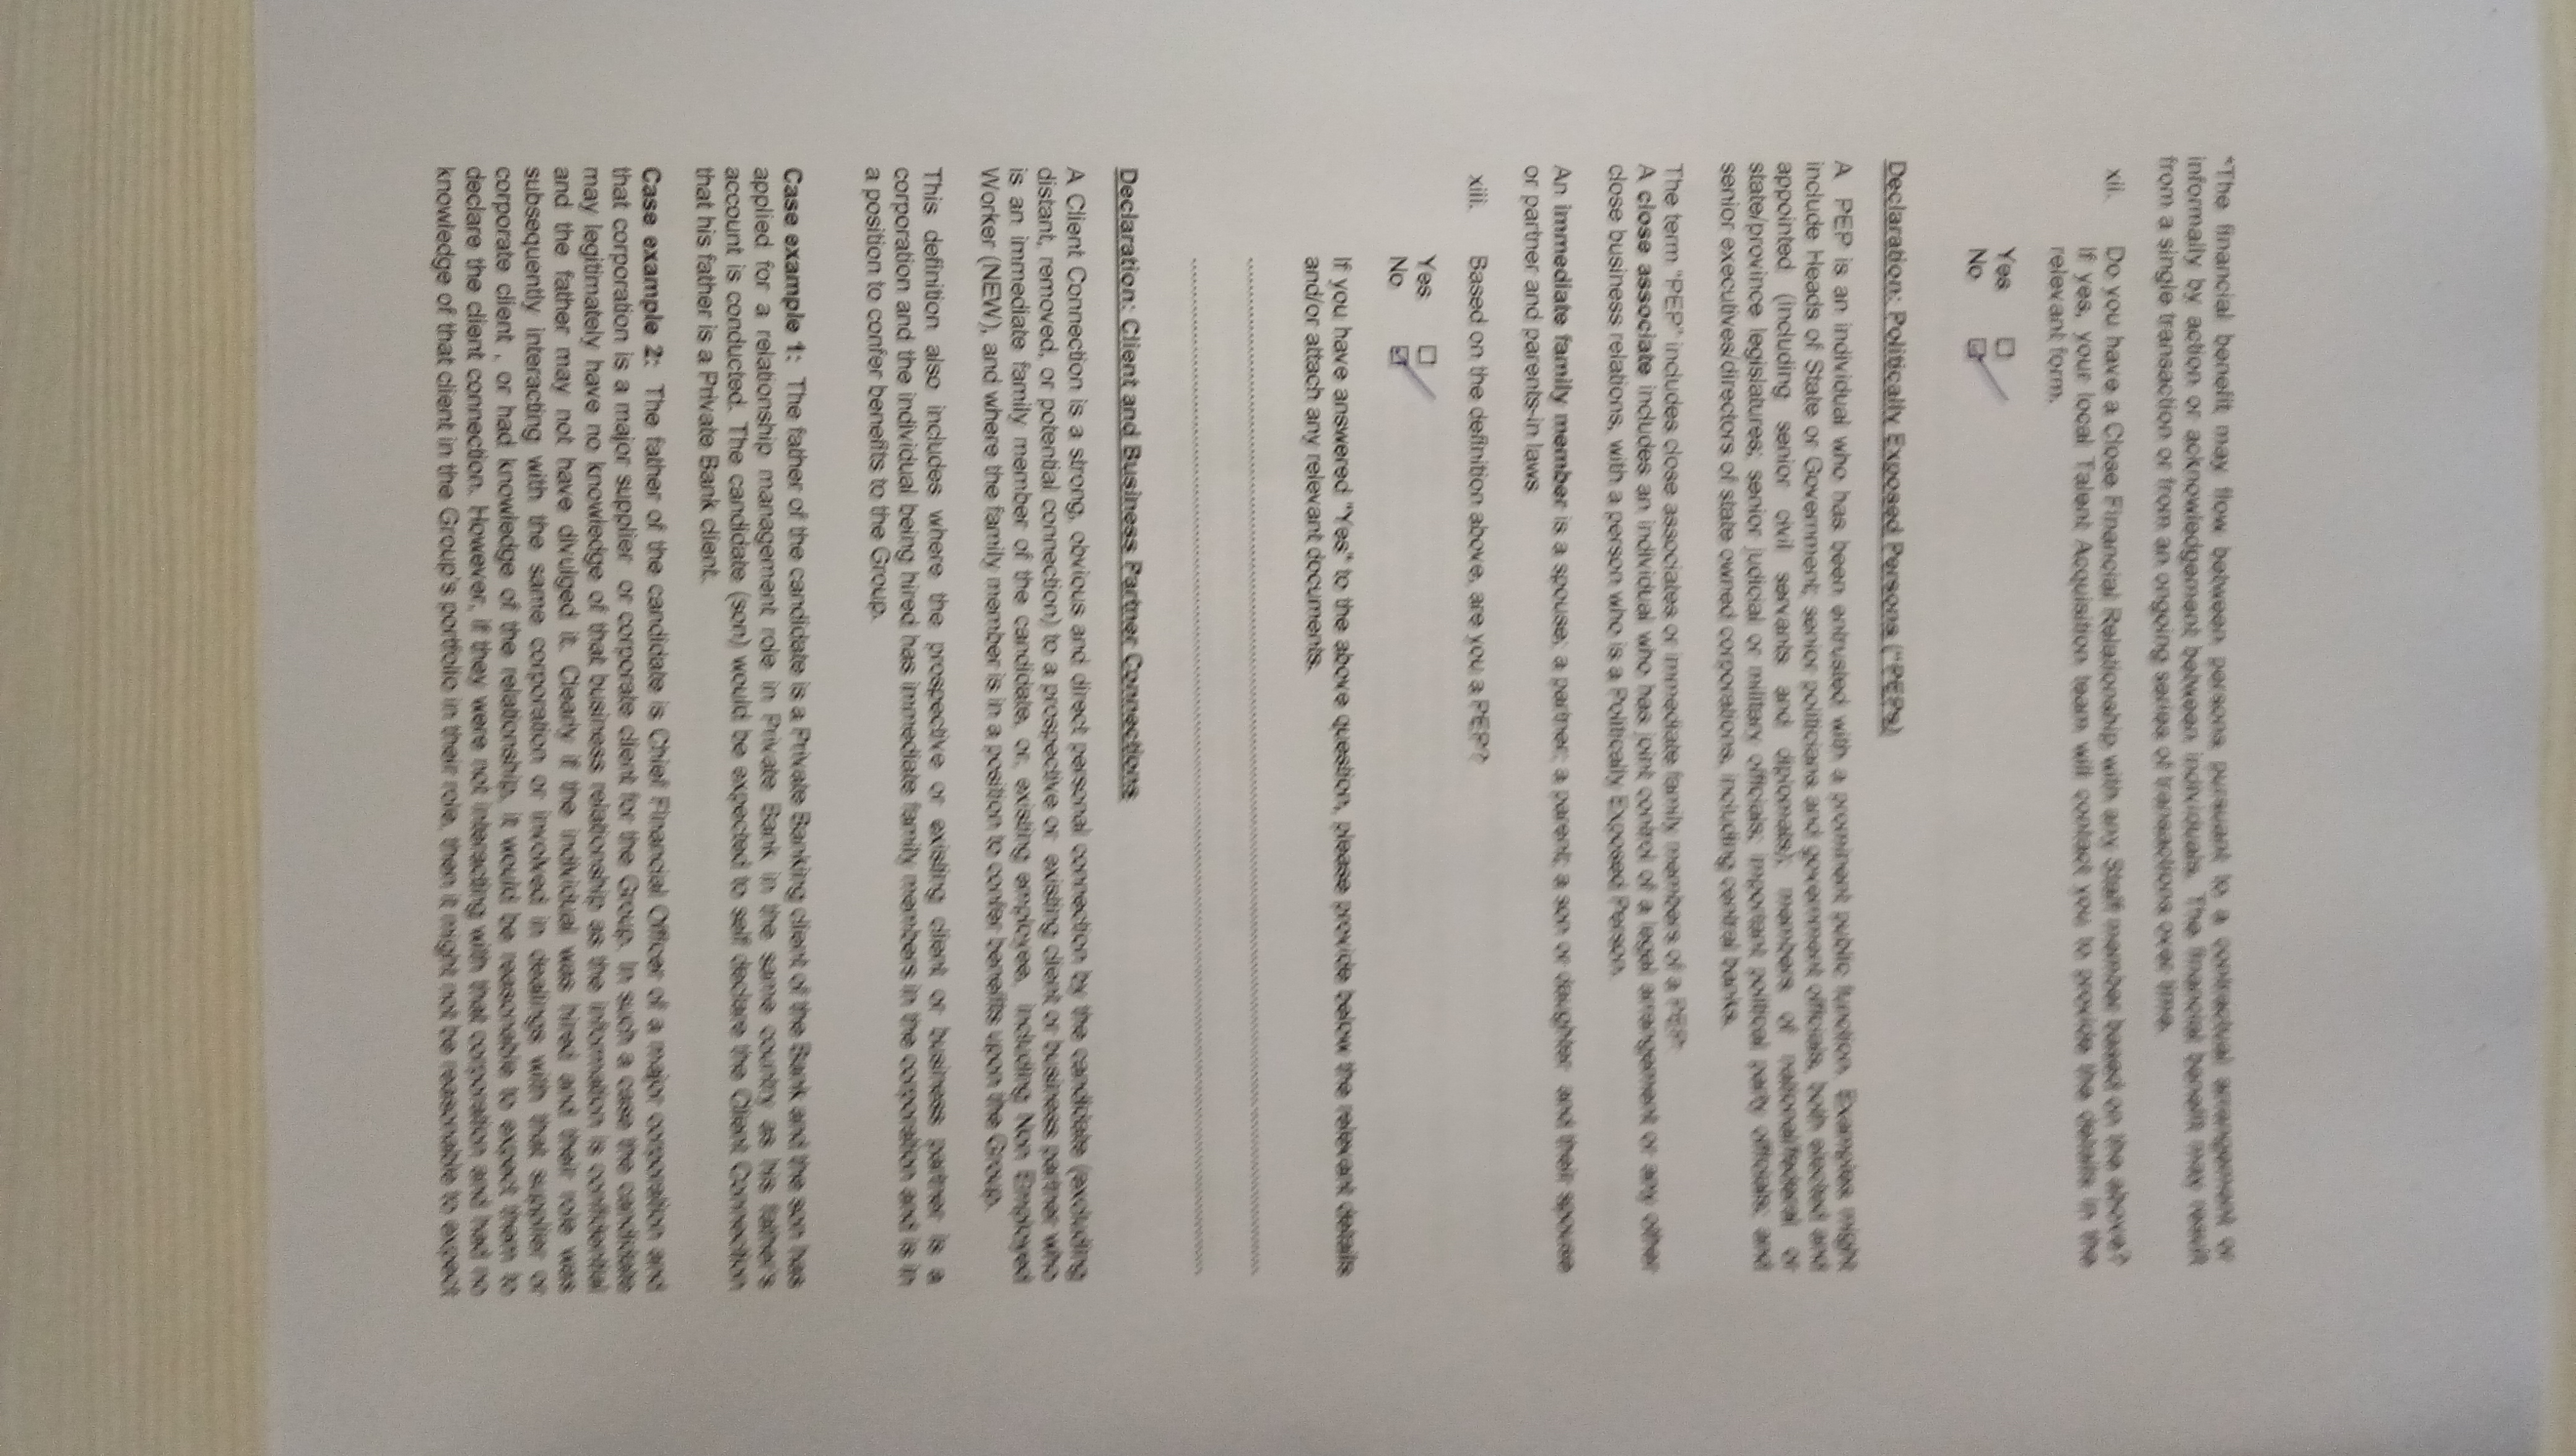 *The financial benefit may flow between persons pursuant to a contractual arrangement or
informally by action or acknowledgement between individuals. The financial benefit may result
from a single transaction or from an ongoing series of transactions over time.
xii. Do you have a Close Financial Relationship with any Staff member based on the above?
If yes, your local Talent Acquisition team will contact you to provide the details in the
relevant form.
Yes ☐
No ☑
Declaration: Politically Exposed Persons ("PEPs")
A PEP is an individual who has been entrusted with a prominent public function. Examples might
include Heads of State or Government; senior politicians and government officials, both elected and
appointed (including senior civil servants and diplomats); members of national/federal or
state/province legislatures; senior judicial or military officials; important political party officials; and
senior executives/directors of state owned corporations, including central banks.
The term "PEP" includes close associates or immediate family members of a PEP*
A close associate includes an individual who has joint control of a legal arrangement or any other
close business relations, with a person who is a Politically Exposed Person.
An immediate family member is a spouse; a partner; a parent; a son or daughter and their spouse
or partner and parents-in laws
xiii. Based on the definition above, are you a PEP?
Yes ☐
No ☑
If you have answered "Yes" to the above question, please provide below the relevant details
and/or attach any relevant documents.
Declaration: Client and Business Partner Connections
A Client Connection is a strong, obvious and direct personal connection by the candidate (excluding
distant, removed, or potential connection) to a prospective or existing client or business partner who
is an immediate family member of the candidate, or, existing employee, including Non Employed
Worker (NEW), and where the family member is in a position to confer benefits upon the Group.
This definition also includes where the prospective or existing client or business partner is a
corporation and the individual being hired has immediate family members in the corporation and is in
a position to confer benefits to the Group.
Case example 1: The father of the candidate is a Private Banking client of the Bank and the son has
applied for a relationship management role in Private Bank in the same country as his father's
account is conducted. The candidate (son) would be expected to self declare the Client Connection
that his father is a Private Bank client.
Case example 2: The father of the candidate is Chief Financial Officer of a major corporation and
that corporation is a major supplier or corporate client for the Group. In such a case the candidate
may legitimately have no knowledge of that business relationship as the information is confidential
and the father may not have divulged it. Clearly if the individual was hired and their role was
subsequently interacting with the same corporation or involved in dealings with that supplier or
corporate client , or had knowledge of the relationship, it would be reasonable to expect them to
declare the client connection. However, if they were not interacting with that corporation and had no
knowledge of that client in the Group's portfolio in their role, then it might not be reasonable to expect